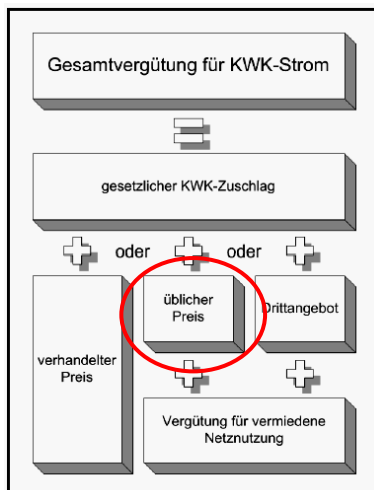 Gesamtvergütung für KWK-Strom
=
gesetzlicher KWK-Zuschlag
+ oder + oder +
verhandelter
Preis
üblicher
Preis
Drittangebot
+ +
Vergütung für vermiedene
Netznutzung